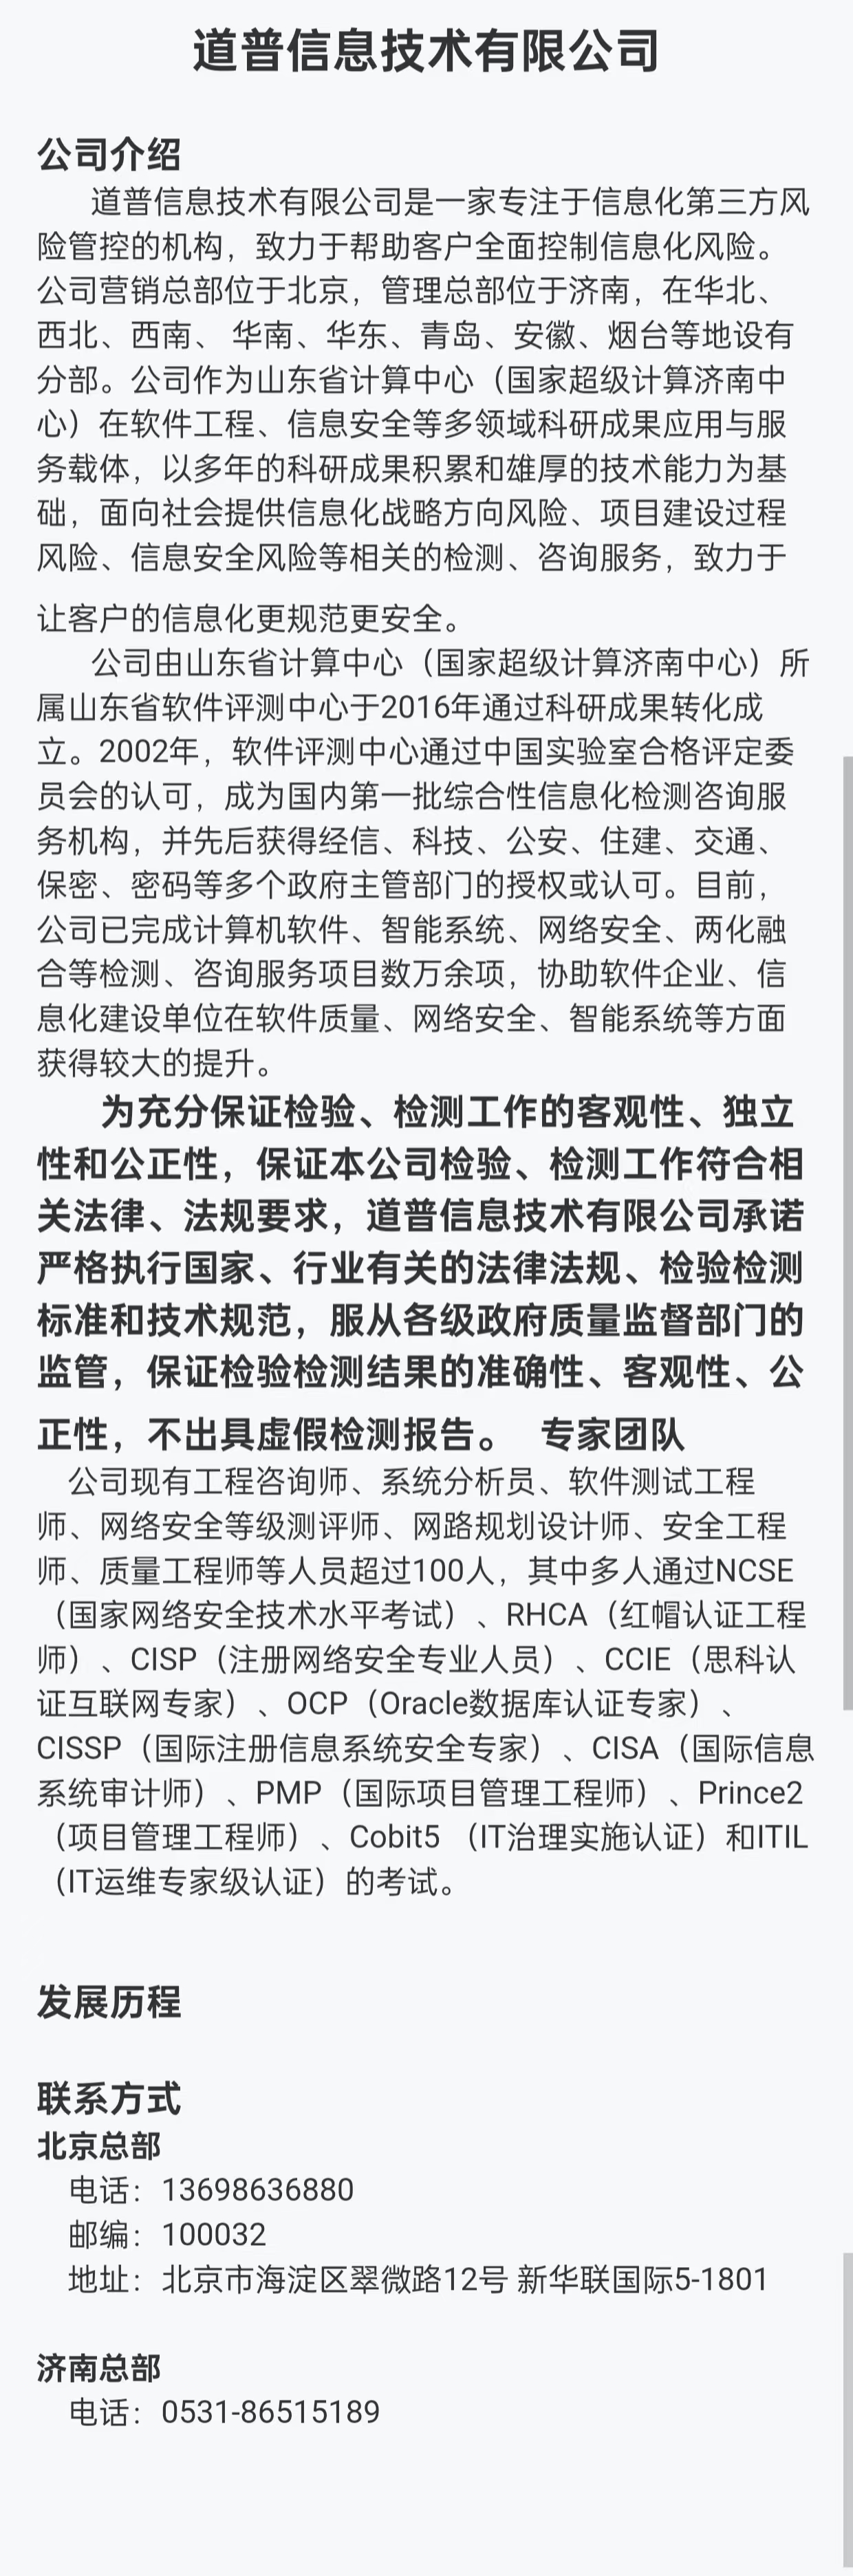 道普信息技术有限公司
公司介绍
道普信息技术有限公司是一家专注于信息化第三方风
险管控的机构，致力于帮助客户全面控制信息化风险。
公司营销总部位于北京，管理总部位于济南，在华北、
西北、西南、 华南、华东、青岛、安徽、烟台等地设有
分部。公司作为山东省计算中心（国家超级计算济南中
心）在软件工程、信息安全等多领域科研成果应用与服
务载体，以多年的科研成果积累和雄厚的技术能力为基
础，面向社会提供信息化战略方向风险、项目建设过程
风险、信息安全风险等相关的检测、咨询服务，致力于
让客户的信息化更规范更安全。
公司由山东省计算中心（国家超级计算济南中心）所
属山东省软件评测中心于2016年通过科研成果转化成
立。2002年，软件评测中心通过中国实验室合格评定委
员会的认可，成为国内第一批综合性信息化检测咨询服
务机构，并先后获得经信、科技、公安、住建、交通、
保密、密码等多个政府主管部门的授权或认可。目前，
公司已完成计算机软件、智能系统、网络安全、两化融
合等检测、咨询服务项目数万余项，协助软件企业、信
息化建设单位在软件质量、网络安全、智能系统等方面
获得较大的提升。
为充分保证检验、检测工作的客观性、独立
性和公正性，保证本公司检验、检测工作符合相
关法律、法规要求，道普信息技术有限公司承诺
严格执行国家、行业有关的法律法规、检验检测
标准和技术规范，服从各级政府质量监督部门的
监管，保证检验检测结果的准确性、客观性、公
正性，不出具虚假检测报告。 专家团队
公司现有工程咨询师、系统分析员、软件测试工程
师、网络安全等级测评师、网路规划设计师、安全工程
师、质量工程师等人员超过100人，其中多人通过NCSE
（国家网络安全技术水平考试）、RHCA（红帽认证工程
师）、CISP（注册网络安全专业人员）、CCIE（思科认
证互联网专家）、OCP（Oracle数据库认证专家）、
CISSP（国际注册信息系统安全专家）、CISA（国际信息
系统审计师）、PMP（国际项目管理工程师）、Prince2
（项目管理工程师）、Cobit5 （IT治理实施认证）和ITIL
（IT运维专家级认证）的考试。
发展历程
联系方式
北京总部
电话：13698636880
邮编：100032
地址：北京市海淀区翠微路12号 新华联国际5-1801
济南总部
电话：0531-86515189